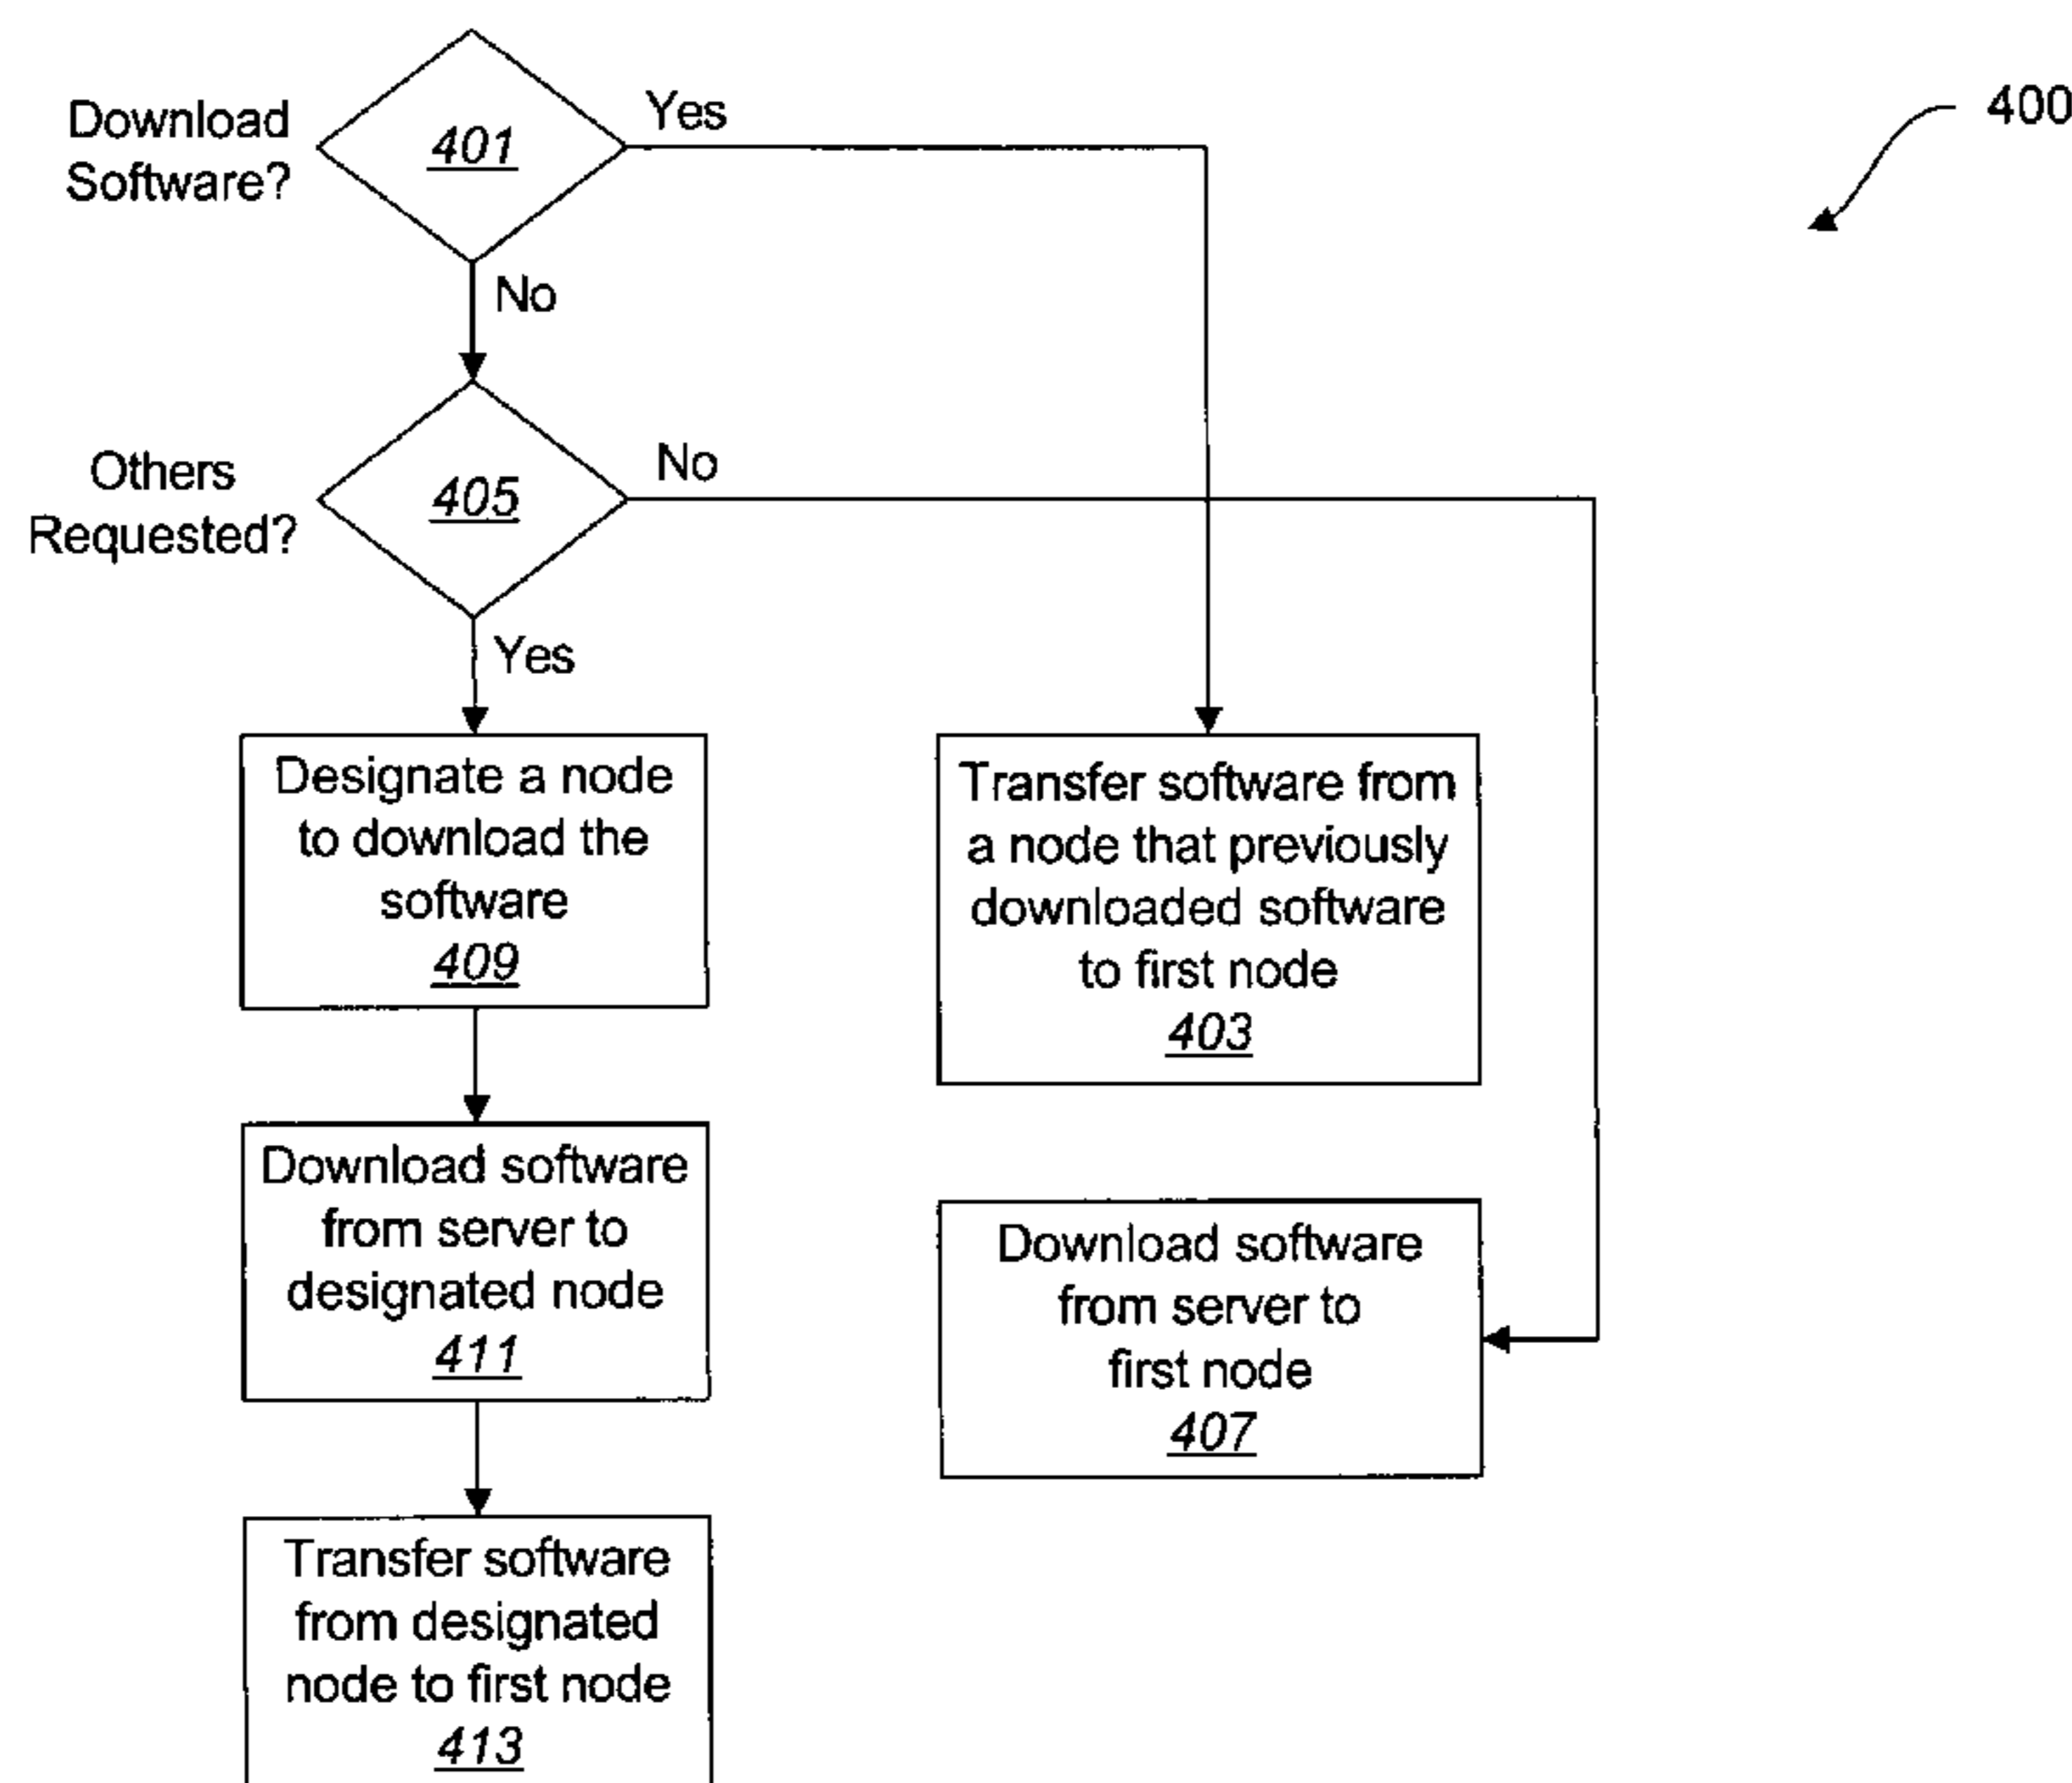 400
Download
Software?
401
Yes
No
Others
Requested?
405
No
Yes
Designate a node
to download the
software
409
Transfer software from
a node that previously
downloaded software
to first node
403
Download software
from server to
designated node
411
Download software
from server to
first node
407
Transfer software
from designated
node to first node
413